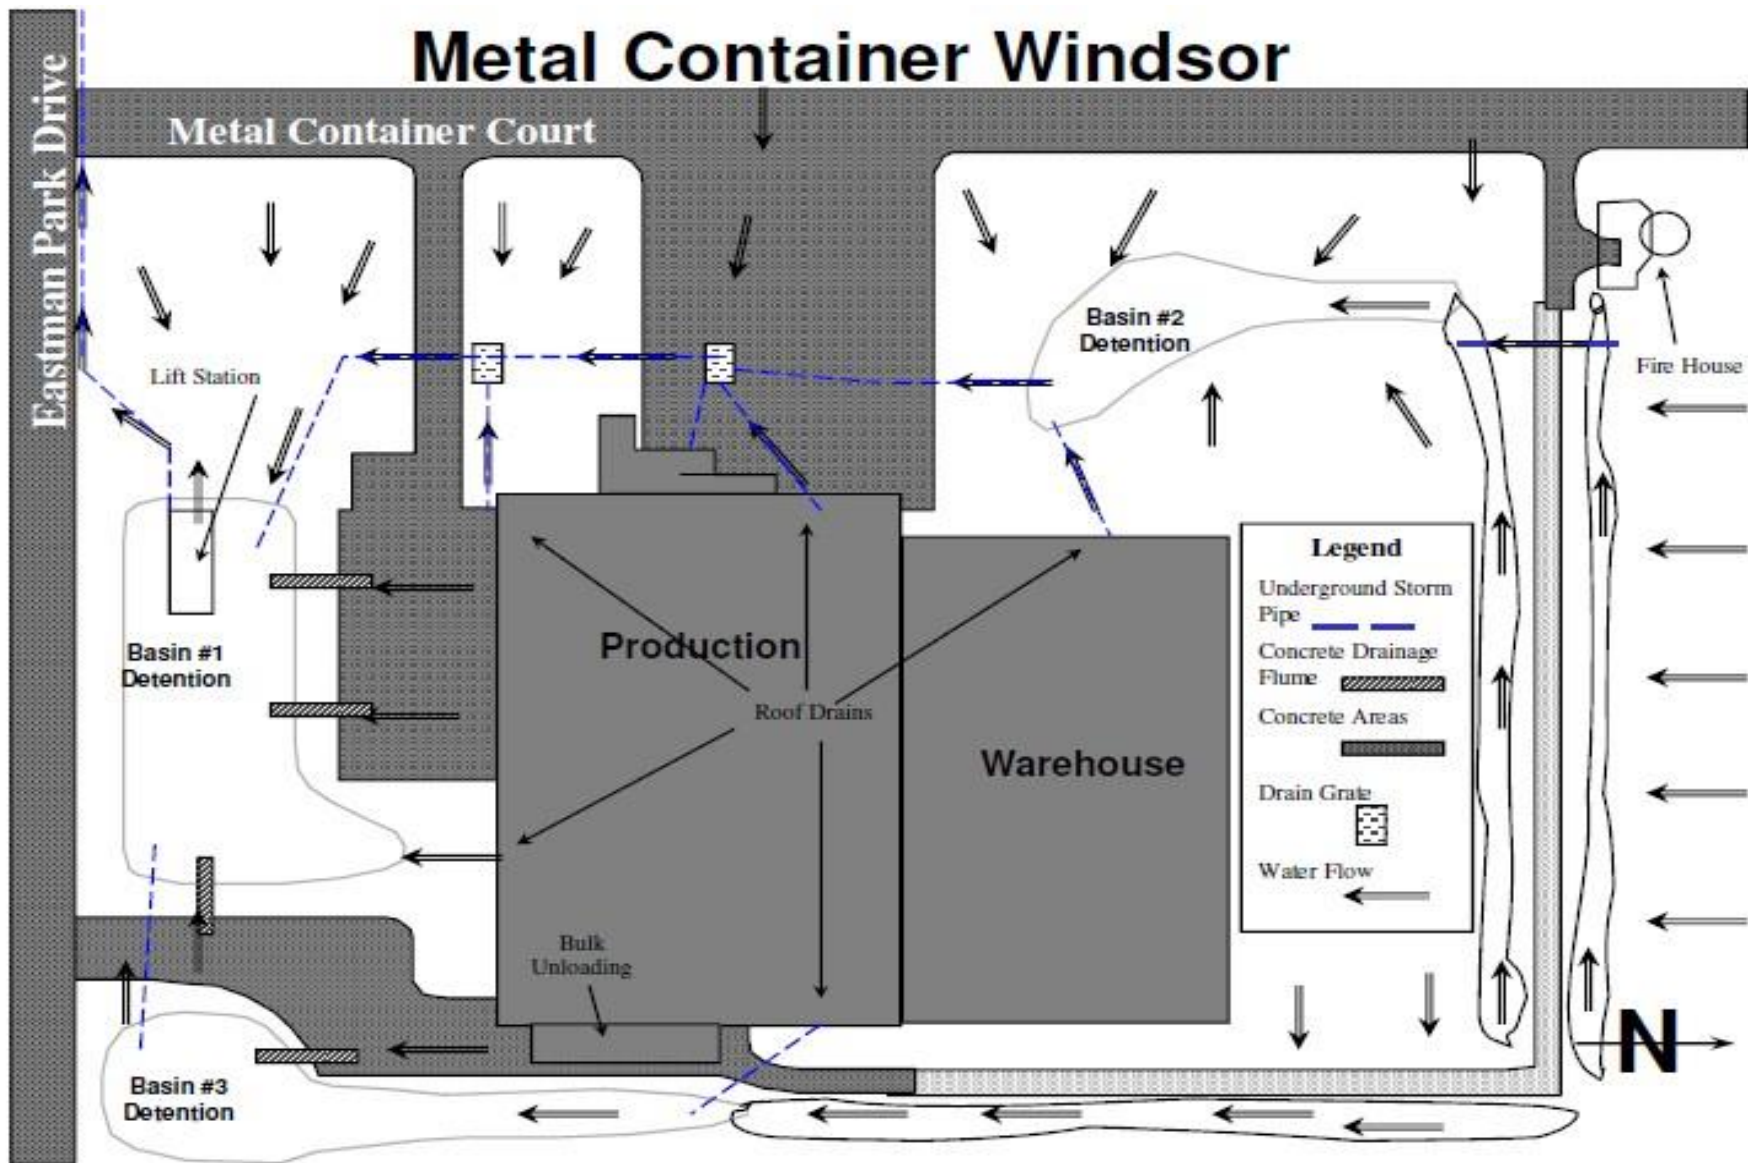 Metal Container Windsor
Eastman Park Drive
Metal Container Court
Lift Station
Basin #2
Detention
Fire House
Legend
Underground Storm
Pipe
Concrete Drainage
Flume
Concrete Areas
Drain Grate
Water Flow
Basin #1
Detention
Production
Roof Drains
Warehouse
Bulk
Unloading
Basin #3
Detention
N